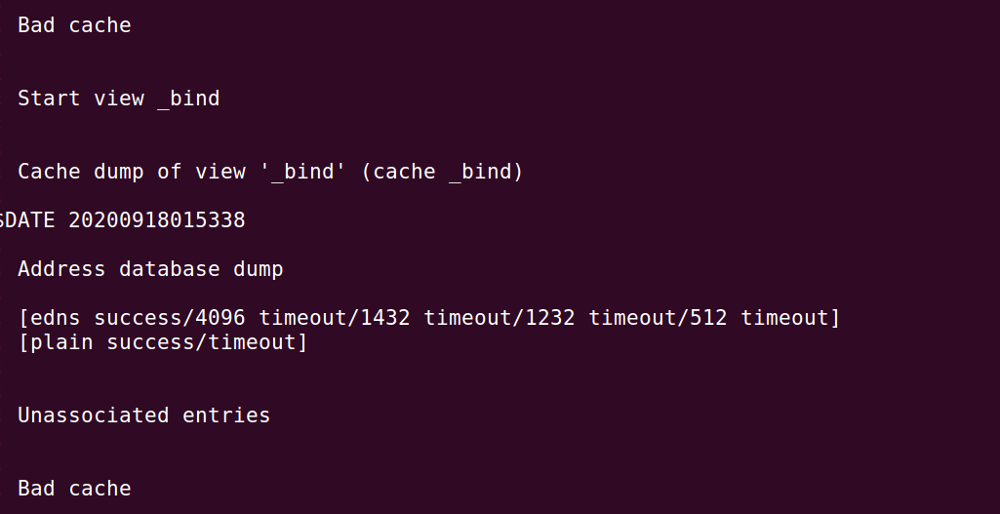 Bad cache
Start view _bind
Cache dump of view '_bind' (cache _bind)
sDATE 20200918015338
Address database dump
[edns success/4096 timeout/1432 timeout/1232 timeout/512 timeout]
[plain success/timeout]
Unassociated entries
Bad cache